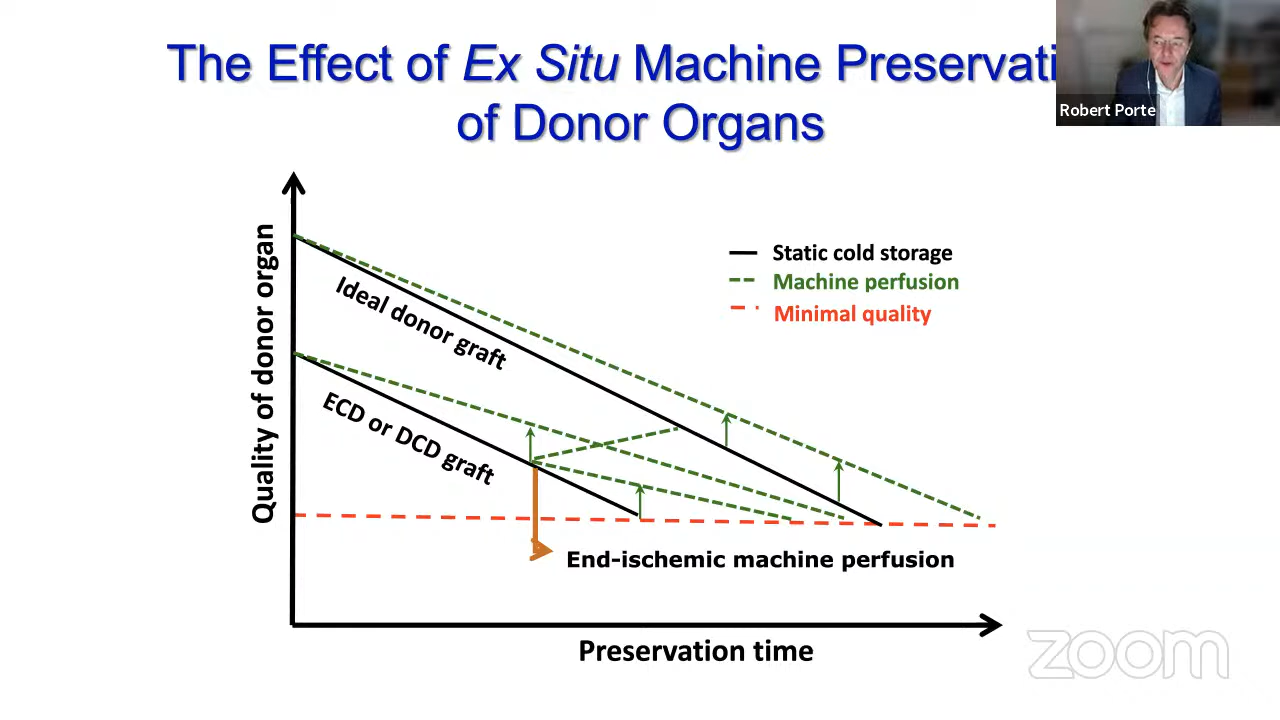 The Effect of Ex Situ Machine Preservati
of Donor Organs
Robert Porte
Quality of donor organ
Static cold storage
Machine perfusion
Minimal quality
Ideal donor graft
ECD or DCD graft
End-ischemic machine perfusion
Preservation time
zoom